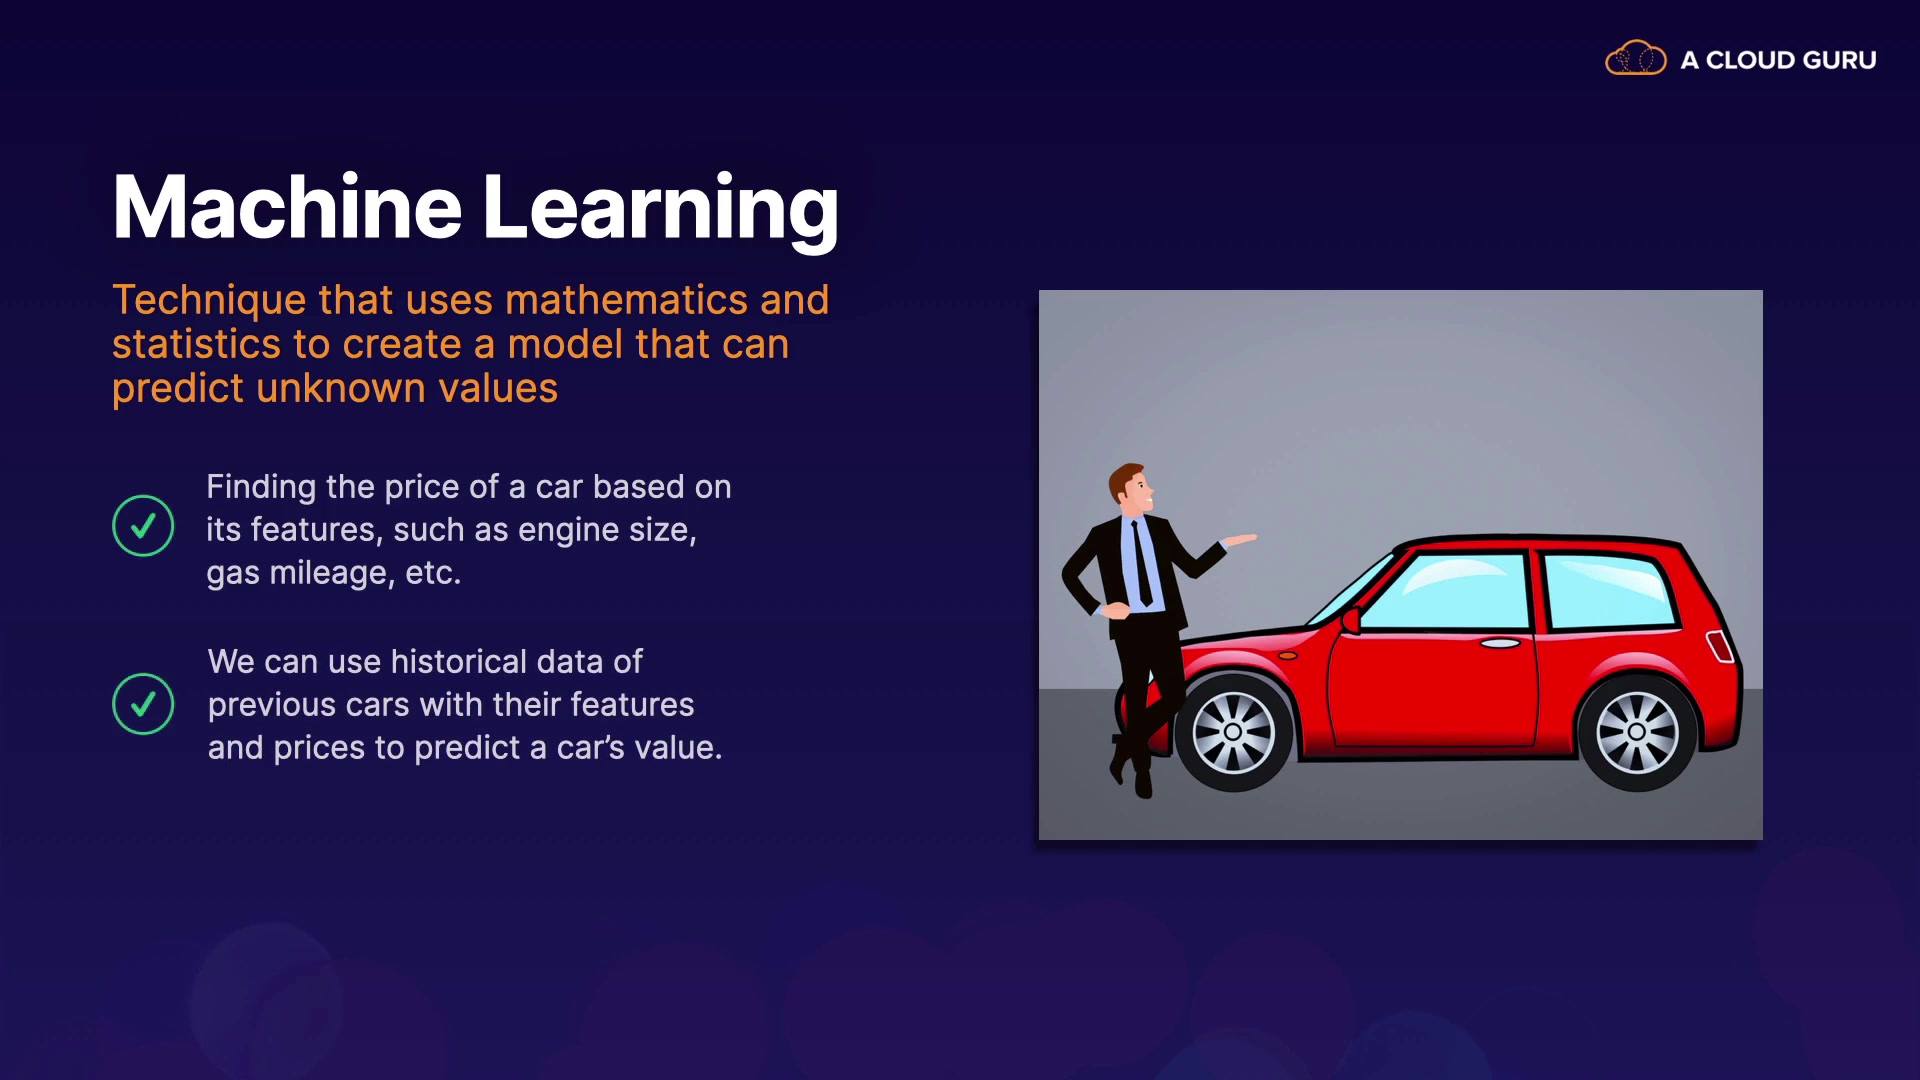 A CLOUD GURU
Machine Learning
Technique that uses mathematics and
statistics to create a model that can
predict unknown values
Finding the price of a car based on
its features, such as engine size,
gas mileage, etc.
We can use historical data of
previous cars with their features
and prices to predict a car’s value.